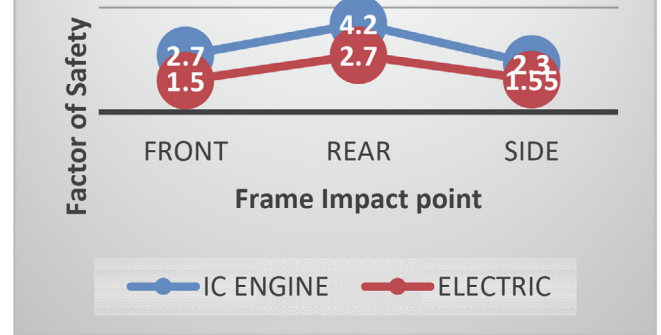 4.2
2.7
2.7
2.3
1.5
1.55
Factor of Safety
FRONT REAR SIDE
Frame Impact point
IC ENGINE ELECTRIC